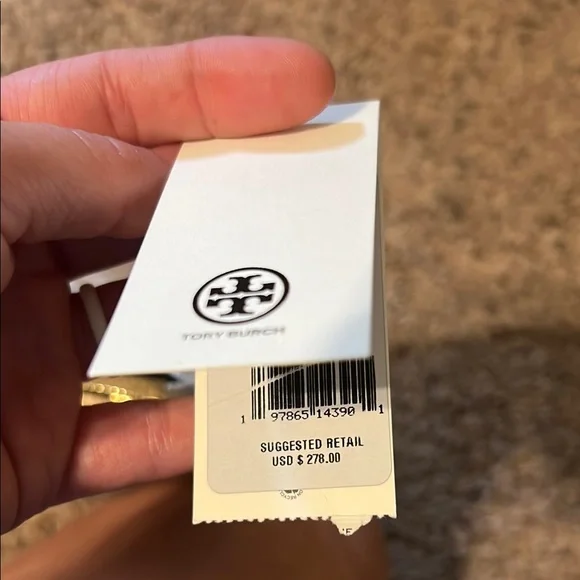 TORY BURCH
1 97865 14390 1
SUGGESTED RETAIL
USD $ 278.00